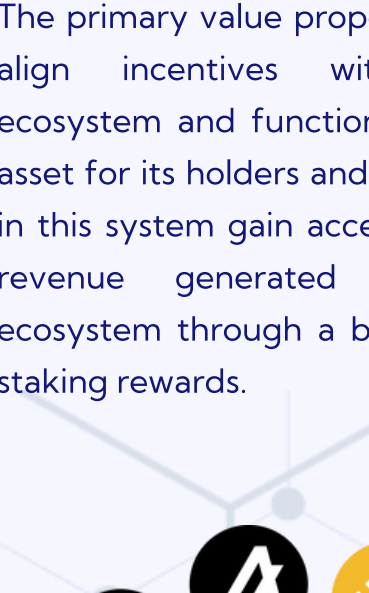 The primary value prop
align incentives wit
ecosystem and function
asset for its holders and
in this system gain acce
revenue generated
ecosystem through a b
staking rewards.